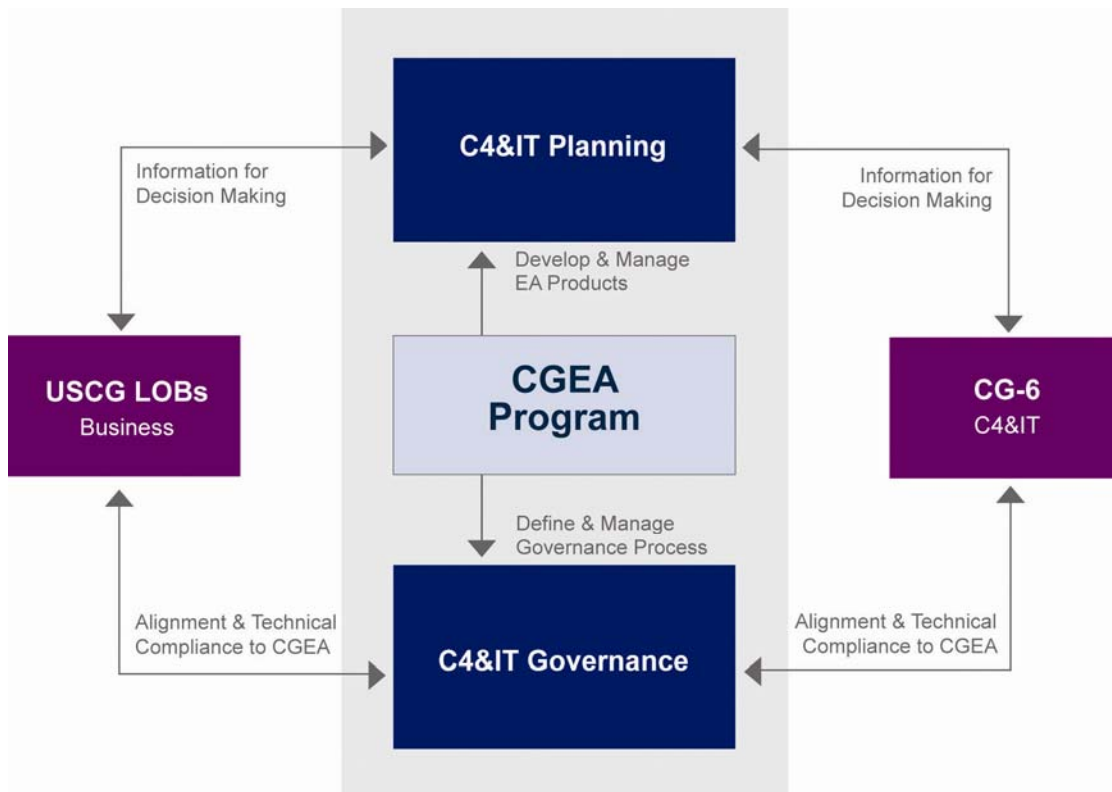 C4&IT Planning
Information for
Decision Making
Information for
Decision Making
Develop & Manage
EA Products
USCG LOBs
Business
CGEA
Program
CG-6
C4&IT
Define & Manage
Governance Process
Alignment & Technical
Compliance to CGEA
Alignment & Technical
Compliance to CGEA
C4&IT Governance